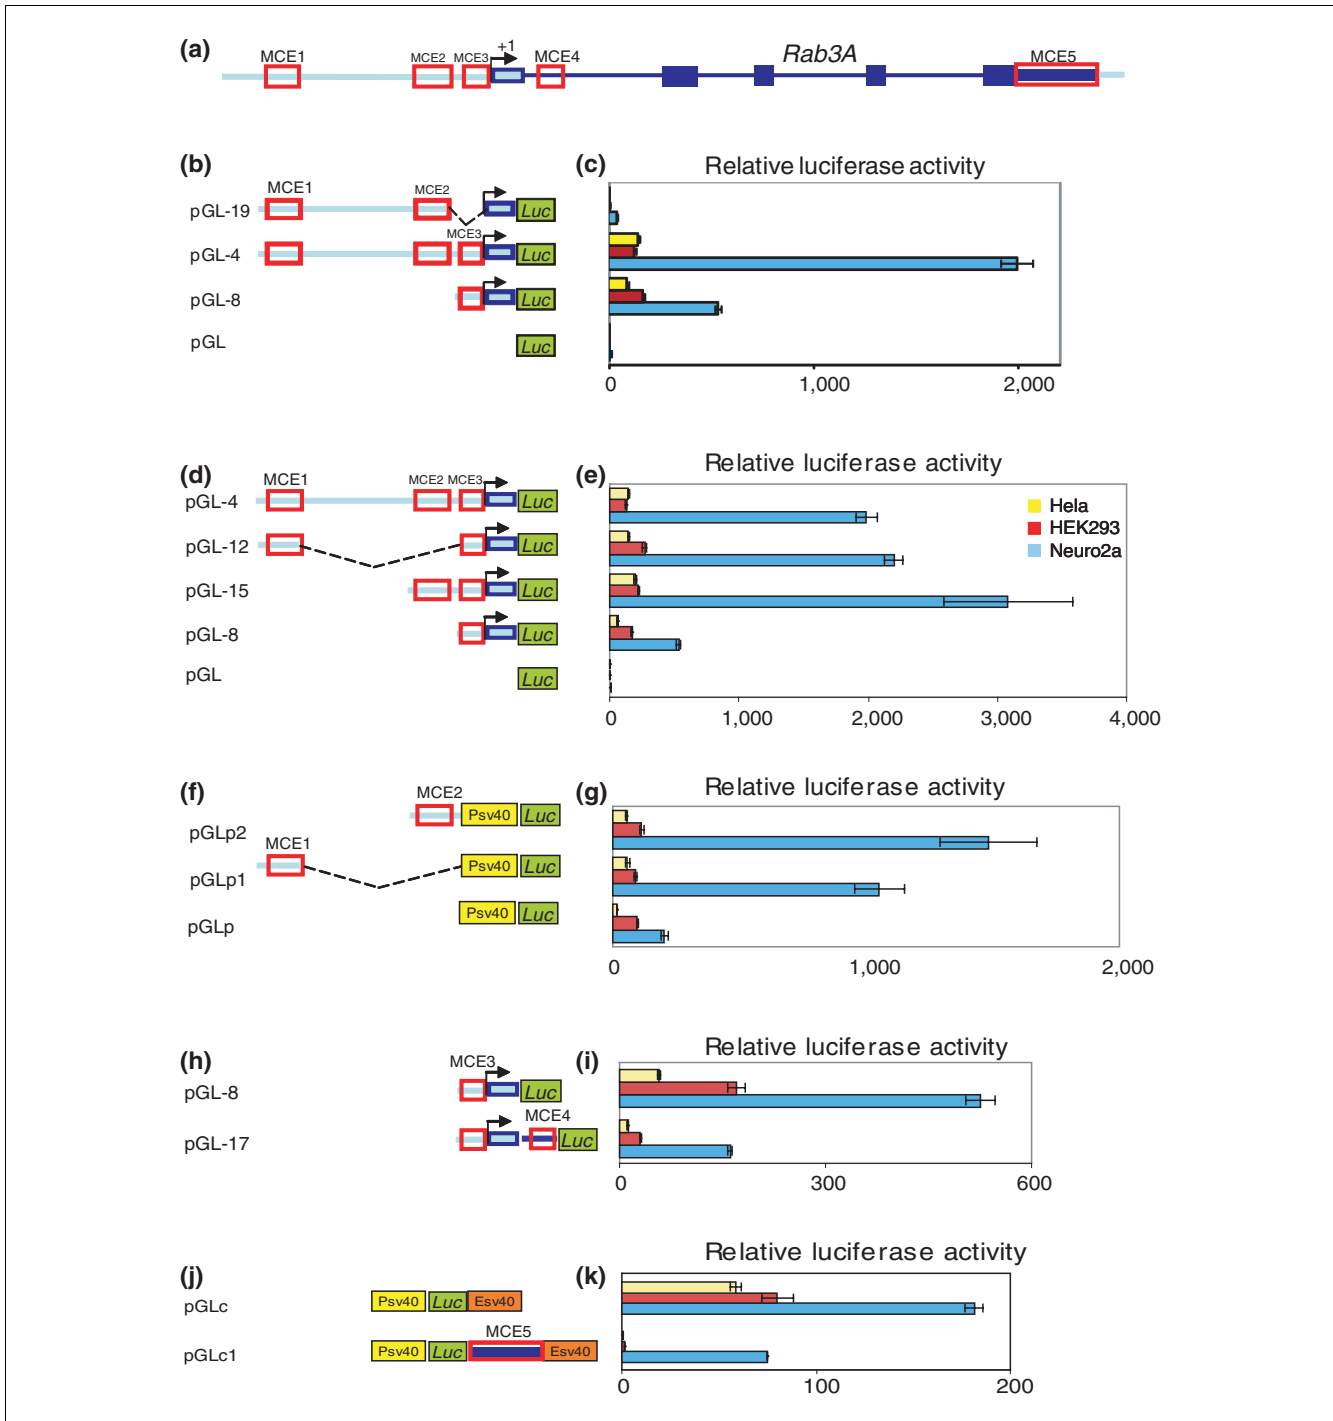 (a)
MCE1
MCE2
MCE3
+1
MCE4
Rab3A
MCE5
(b)
MCE1
MCE2
pGL-19
Luc
MCE3
pGL-4
Luc
pGL-8
Luc
pGL
Luc
(c)
Relative luciferase activity
0
1,000
2,000
(d)
MCE1
MCE2
MCE3
pGL-4
Luc
pGL-12
Luc
pGL-15
Luc
pGL-8
Luc
pGL
Luc
(e)
Relative luciferase activity
Hela
HEK293
Neuro2a
0
1,000
2,000
3,000
4,000
(f)
MCE2
pGLp2
Psv40
Luc
MCE1
pGLp1
Psv40
Luc
pGLp
Psv40
Luc
(g)
Relative luciferase activity
0
1,000
2,000
(h)
MCE3
pGL-8
Luc
MCE4
pGL-17
Luc
(i)
Relative luciferase activity
0
300
600
(j)
pGLc
Psv40
Luc
Esv40
MCE5
pGLc1
Psv40
Luc
Esv40
(k)
Relative luciferase activity
0
100
200